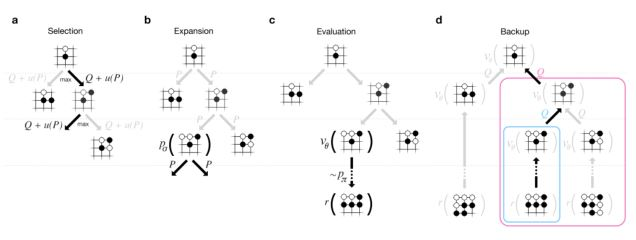 a Selection
Q + u(P) max Q + u(P)
Q + u(P) max Q + u(P)
b Expansion
P P
p_σ
P P
c Evaluation
v_θ
~p_π
r
d Backup
v_θ
Q Q
v_θ v_θ
Q Q
v_θ v_θ
r r r